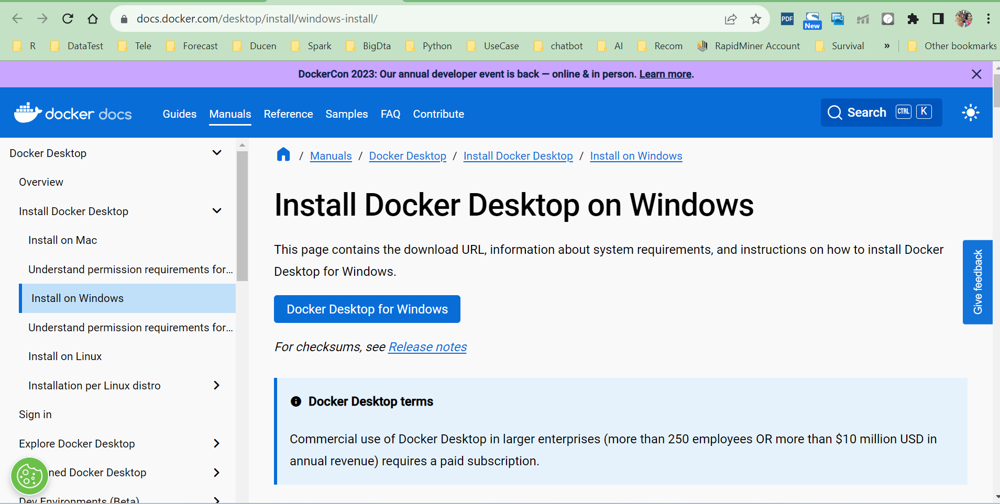 docs.docker.com/desktop/install/windows-install/
PDF
New
R DataTest Tele Forecast Ducen Spark BigDta Python UseCase chatbot AI Recom RapidMiner Account Survival » Other bookmarks
DockerCon 2023: Our annual developer event is back — online & in person. Learn more.
docker docs Guides Manuals Reference Samples FAQ Contribute Search CTRL K
Docker Desktop
Overview
Install Docker Desktop
Install on Mac
Understand permission requirements for...
Install on Windows
Understand permission requirements for...
Install on Linux
Installation per Linux distro
Sign in
Explore Docker Desktop
ned Docker Desktop
Dev Environments (Beta)
/ Manuals / Docker Desktop / Install Docker Desktop / Install on Windows
Install Docker Desktop on Windows
This page contains the download URL, information about system requirements, and instructions on how to install Docker
Desktop for Windows.
Docker Desktop for Windows
For checksums, see Release notes
Docker Desktop terms
Commercial use of Docker Desktop in larger enterprises (more than 250 employees OR more than $10 million USD in
annual revenue) requires a paid subscription.
Give feedback